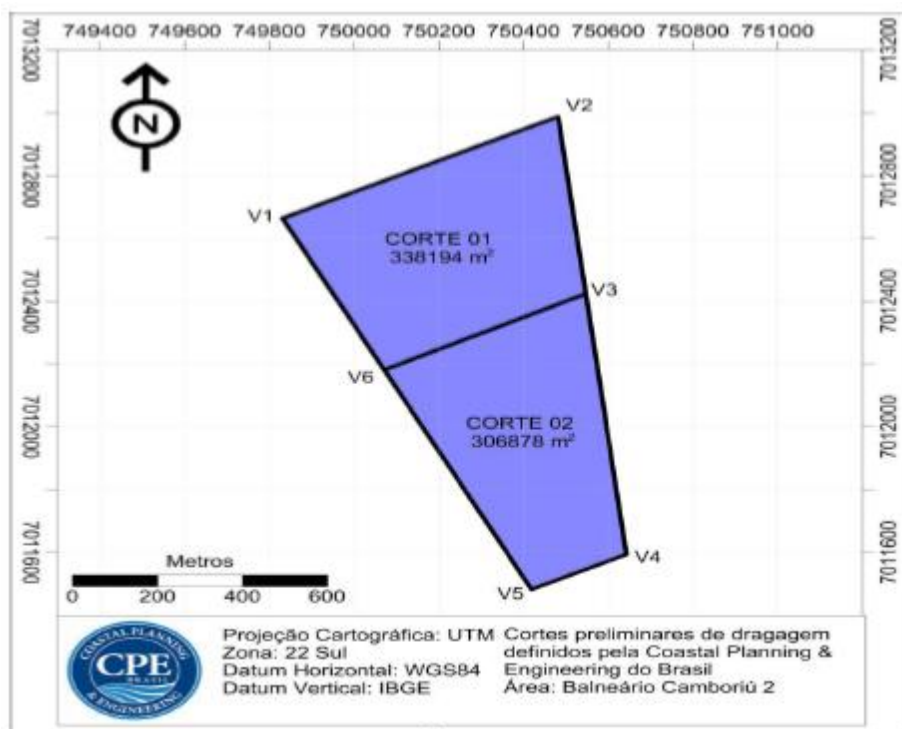 749400 749600 749800 750000 750200 750400 750600 750800 751000
7013200
7012800
7012400
7012000
7011600
7013200
7012800
7012400
7012000
7011600
N
V2
V1
CORTE 01
338194 m²
V3
V6
CORTE 02
306878 m²
V4
V5
Metros
0 200 400 600
COASTAL PLANNING
CPE
BRASIL
& ENGINEERING
Projeção Cartográfica: UTM
Zona: 22 Sul
Datum Horizontal: WGS84
Datum Vertical: IBGE
Cortes preliminares de dragagem
definidos pela Coastal Planning &
Engineering do Brasil
Área: Balneário Camboriú 2